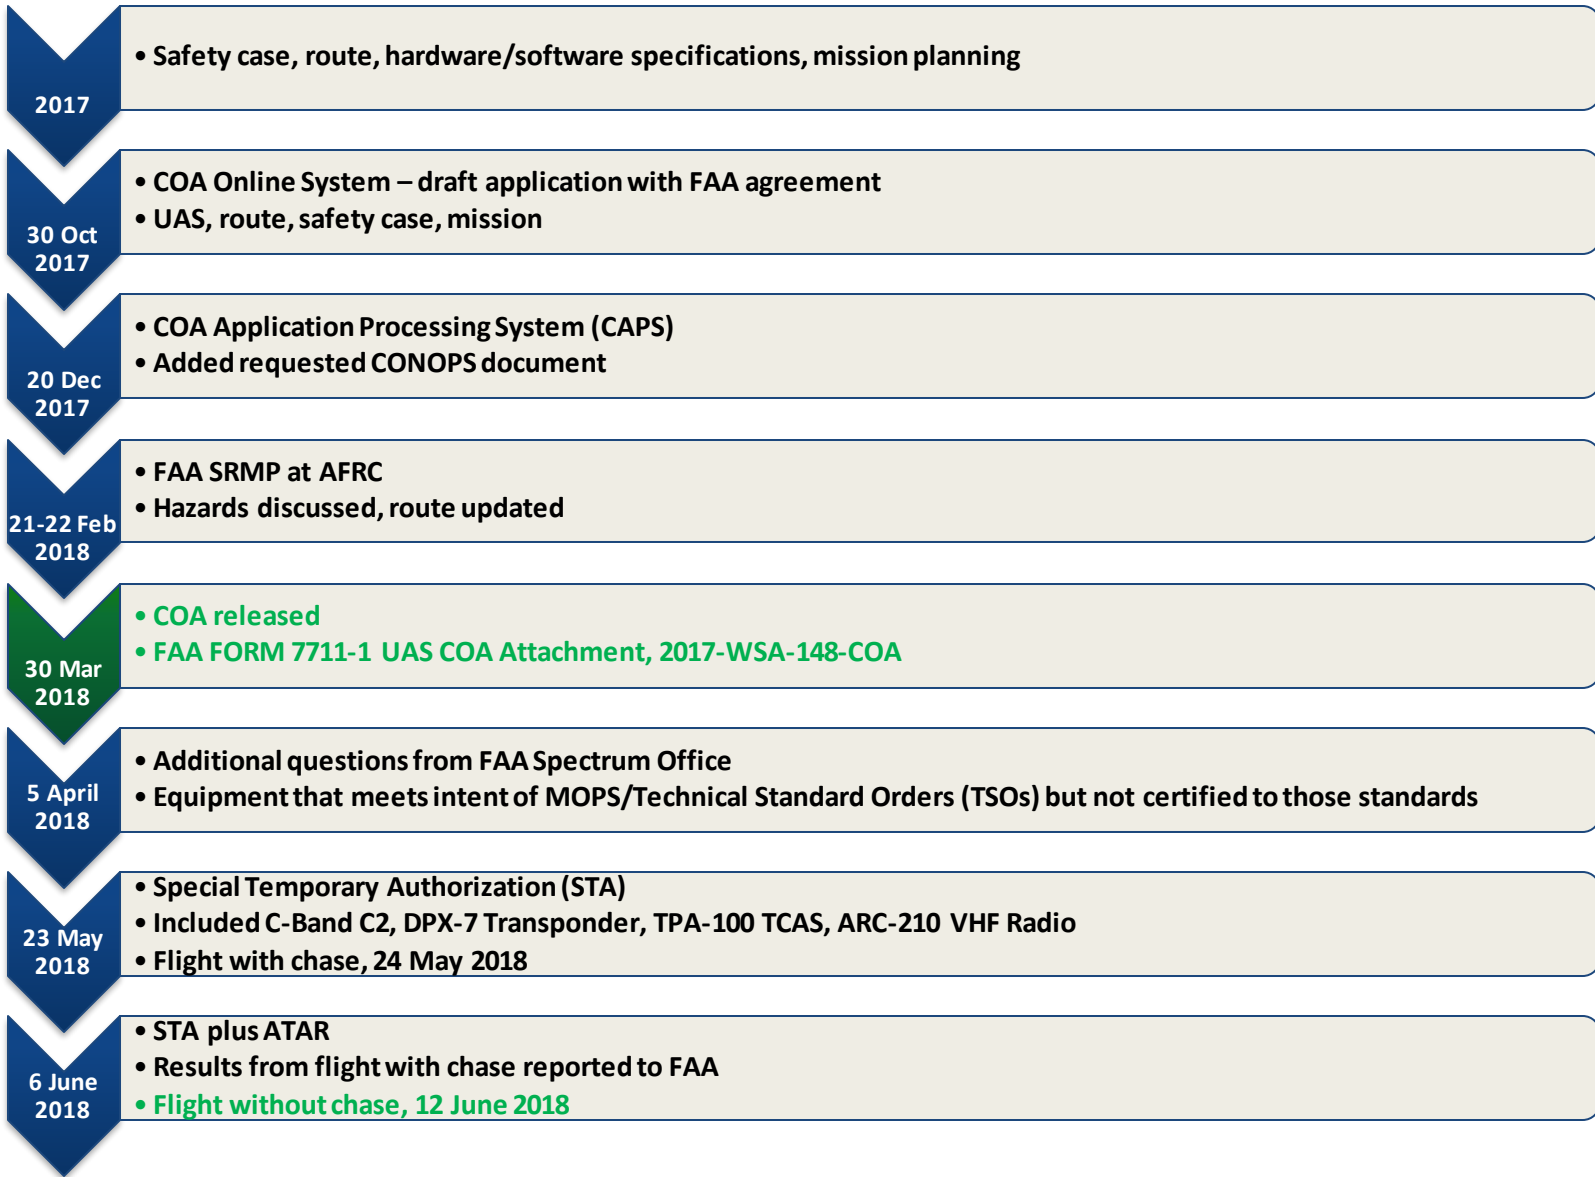 2017
• Safety case, route, hardware/software specifications, mission planning
30 Oct
2017
• COA Online System – draft application with FAA agreement
• UAS, route, safety case, mission
20 Dec
2017
• COA Application Processing System (CAPS)
• Added requested CONOPS document
21-22 Feb
2018
• FAA SRMP at AFRC
• Hazards discussed, route updated
30 Mar
2018
• COA released
• FAA FORM 7711-1 UAS COA Attachment, 2017-WSA-148-COA
5 April
2018
• Additional questions from FAA Spectrum Office
• Equipment that meets intent of MOPS/Technical Standard Orders (TSOs) but not certified to those standards
23 May
2018
• Special Temporary Authorization (STA)
• Included C-Band C2, DPX-7 Transponder, TPA-100 TCAS, ARC-210 VHF Radio
• Flight with chase, 24 May 2018
6 June
2018
• STA plus ATAR
• Results from flight with chase reported to FAA
• Flight without chase, 12 June 2018